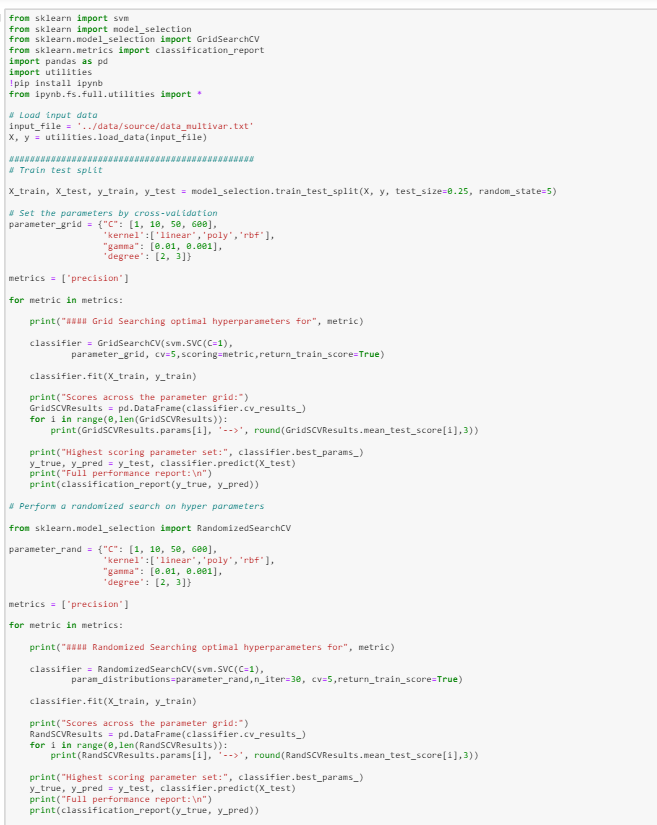 from sklearn import svm
from sklearn import model_selection
from sklearn.model_selection import GridSearchCV
from sklearn.metrics import classification_report
import pandas as pd
import utilities
!pip install ipynb
from ipynb.fs.full.utilities import *
# Load input data
input_file = '../data/source/data_multivar.txt'
X, y = utilities.load_data(input_file)
###############################################
# Train test split
X_train, X_test, y_train, y_test = model_selection.train_test_split(X, y, test_size=0.25, random_state=5)
# Set the parameters by cross-validation
parameter_grid = {"C": [1, 10, 50, 600],
'kernel':['linear','poly','rbf'],
"gamma": [0.01, 0.001],
'degree': [2, 3]}
metrics = ['precision']
for metric in metrics:
print("#### Grid Searching optimal hyperparameters for", metric)
classifier = GridSearchCV(svm.SVC(C=1),
parameter_grid, cv=5,scoring=metric,return_train_score=True)
classifier.fit(X_train, y_train)
print("Scores across the parameter grid:")
GridSCVResults = pd.DataFrame(classifier.cv_results_)
for i in range(0,len(GridSCVResults)):
print(GridSCVResults.params[i], '-->', round(GridSCVResults.mean_test_score[i],3))
print("Highest scoring parameter set:", classifier.best_params_)
y_true, y_pred = y_test, classifier.predict(X_test)
print("Full performance report:\n")
print(classification_report(y_true, y_pred))
# Perform a randomized search on hyper parameters
from sklearn.model_selection import RandomizedSearchCV
parameter_rand = {"C": [1, 10, 50, 600],
'kernel':['linear','poly','rbf'],
"gamma": [0.01, 0.001],
'degree': [2, 3]}
metrics = ['precision']
for metric in metrics:
print("#### Randomized Searching optimal hyperparameters for", metric)
classifier = RandomizedSearchCV(svm.SVC(C=1),
param_distributions=parameter_rand,n_iter=30, cv=5,return_train_score=True)
classifier.fit(X_train, y_train)
print("Scores across the parameter grid:")
RandSCVResults = pd.DataFrame(classifier.cv_results_)
for i in range(0,len(RandSCVResults)):
print(RandSCVResults.params[i], '-->', round(RandSCVResults.mean_test_score[i],3))
print("Highest scoring parameter set:", classifier.best_params_)
y_true, y_pred = y_test, classifier.predict(X_test)
print("Full performance report:\n")
print(classification_report(y_true, y_pred))